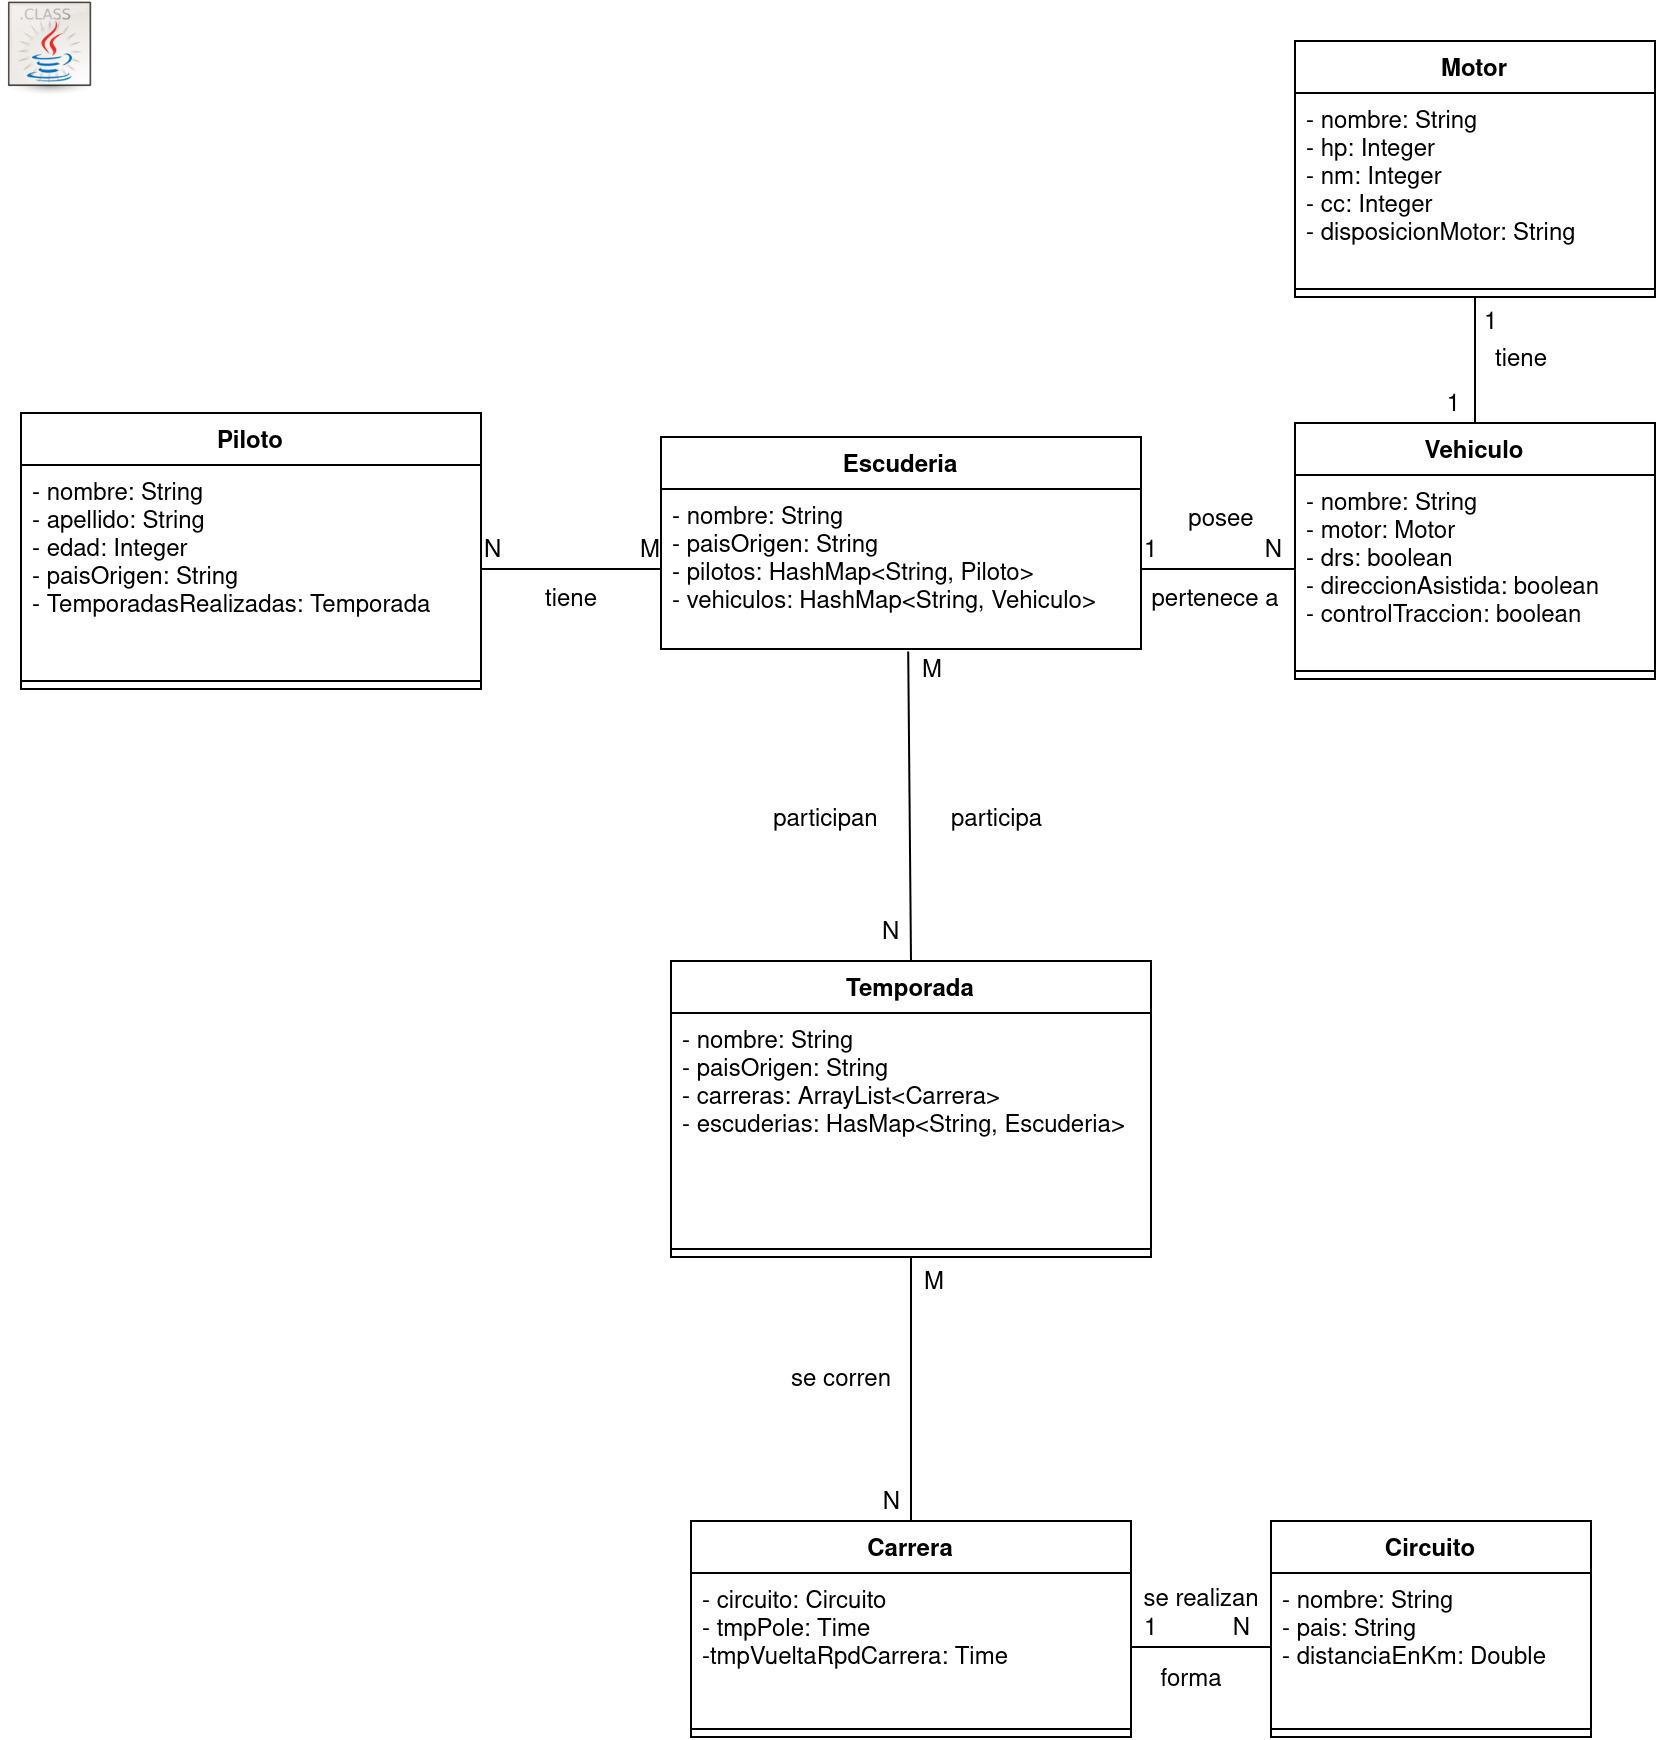 .CLASS
Motor
- nombre: String
- hp: Integer
- nm: Integer
- cc: Integer
- disposicionMotor: String
1
tiene
1
Piloto
- nombre: String
- apellido: String
- edad: Integer
- paisOrigen: String
- TemporadasRealizadas: Temporada
N
M
tiene
Escuderia
- nombre: String
- paisOrigen: String
- pilotos: HashMap<String, Piloto>
- vehiculos: HashMap<String, Vehiculo>
posee
1
N
pertenece a
Vehiculo
- nombre: String
- motor: Motor
- drs: boolean
- direccionAsistida: boolean
- controlTraccion: boolean
M
participan
participa
N
Temporada
- nombre: String
- paisOrigen: String
- carreras: ArrayList<Carrera>
- escuderias: HasMap<String, Escuderia>
M
se corren
N
Carrera
- circuito: Circuito
- tmpPole: Time
-tmpVueltaRpdCarrera: Time
se realizan
1
N
forma
Circuito
- nombre: String
- pais: String
- distanciaEnKm: Double